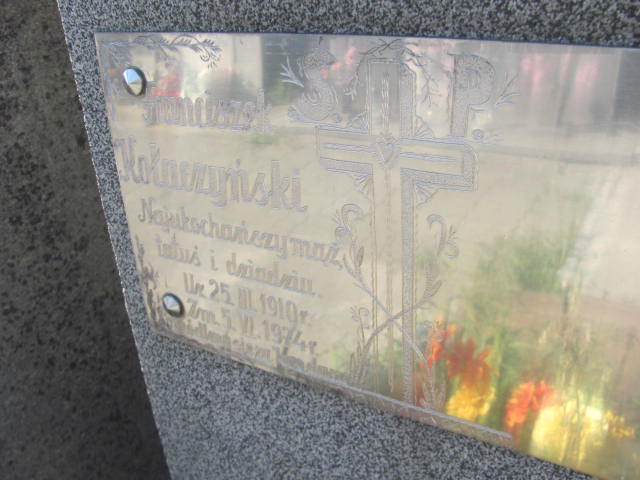 Ś.P.
Franciszek
Kołaczyński
Najukochańszy mąż,
tatuś i dziadziu.
Ur. 25. III. 1910 r.
Zm. 5. VI. 1974 r.